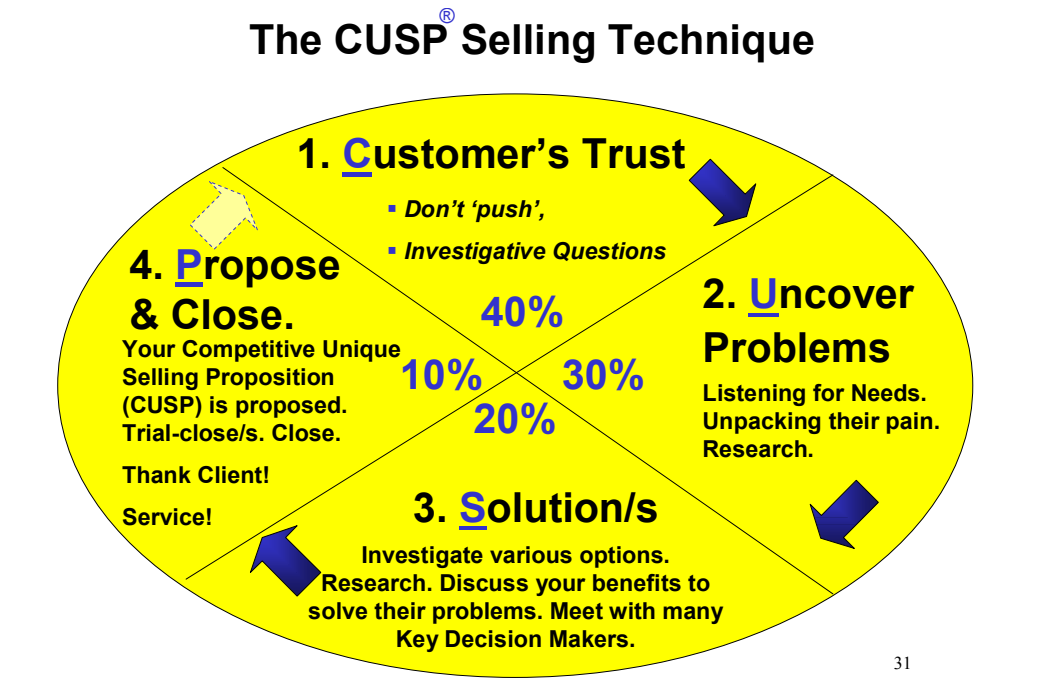 The CUSP® Selling Technique
1. Customer’s Trust
▪ Don’t ‘push’,
▪ Investigative Questions
40%
2. Uncover
Problems
30%
Listening for Needs.
Unpacking their pain.
Research.
3. Solution/s
20%
Investigate various options.
Research. Discuss your benefits to
solve their problems. Meet with many
Key Decision Makers.
4. Propose
& Close.
10%
Your Competitive Unique
Selling Proposition
(CUSP) is proposed.
Trial-close/s. Close.
Thank Client!
Service!
31